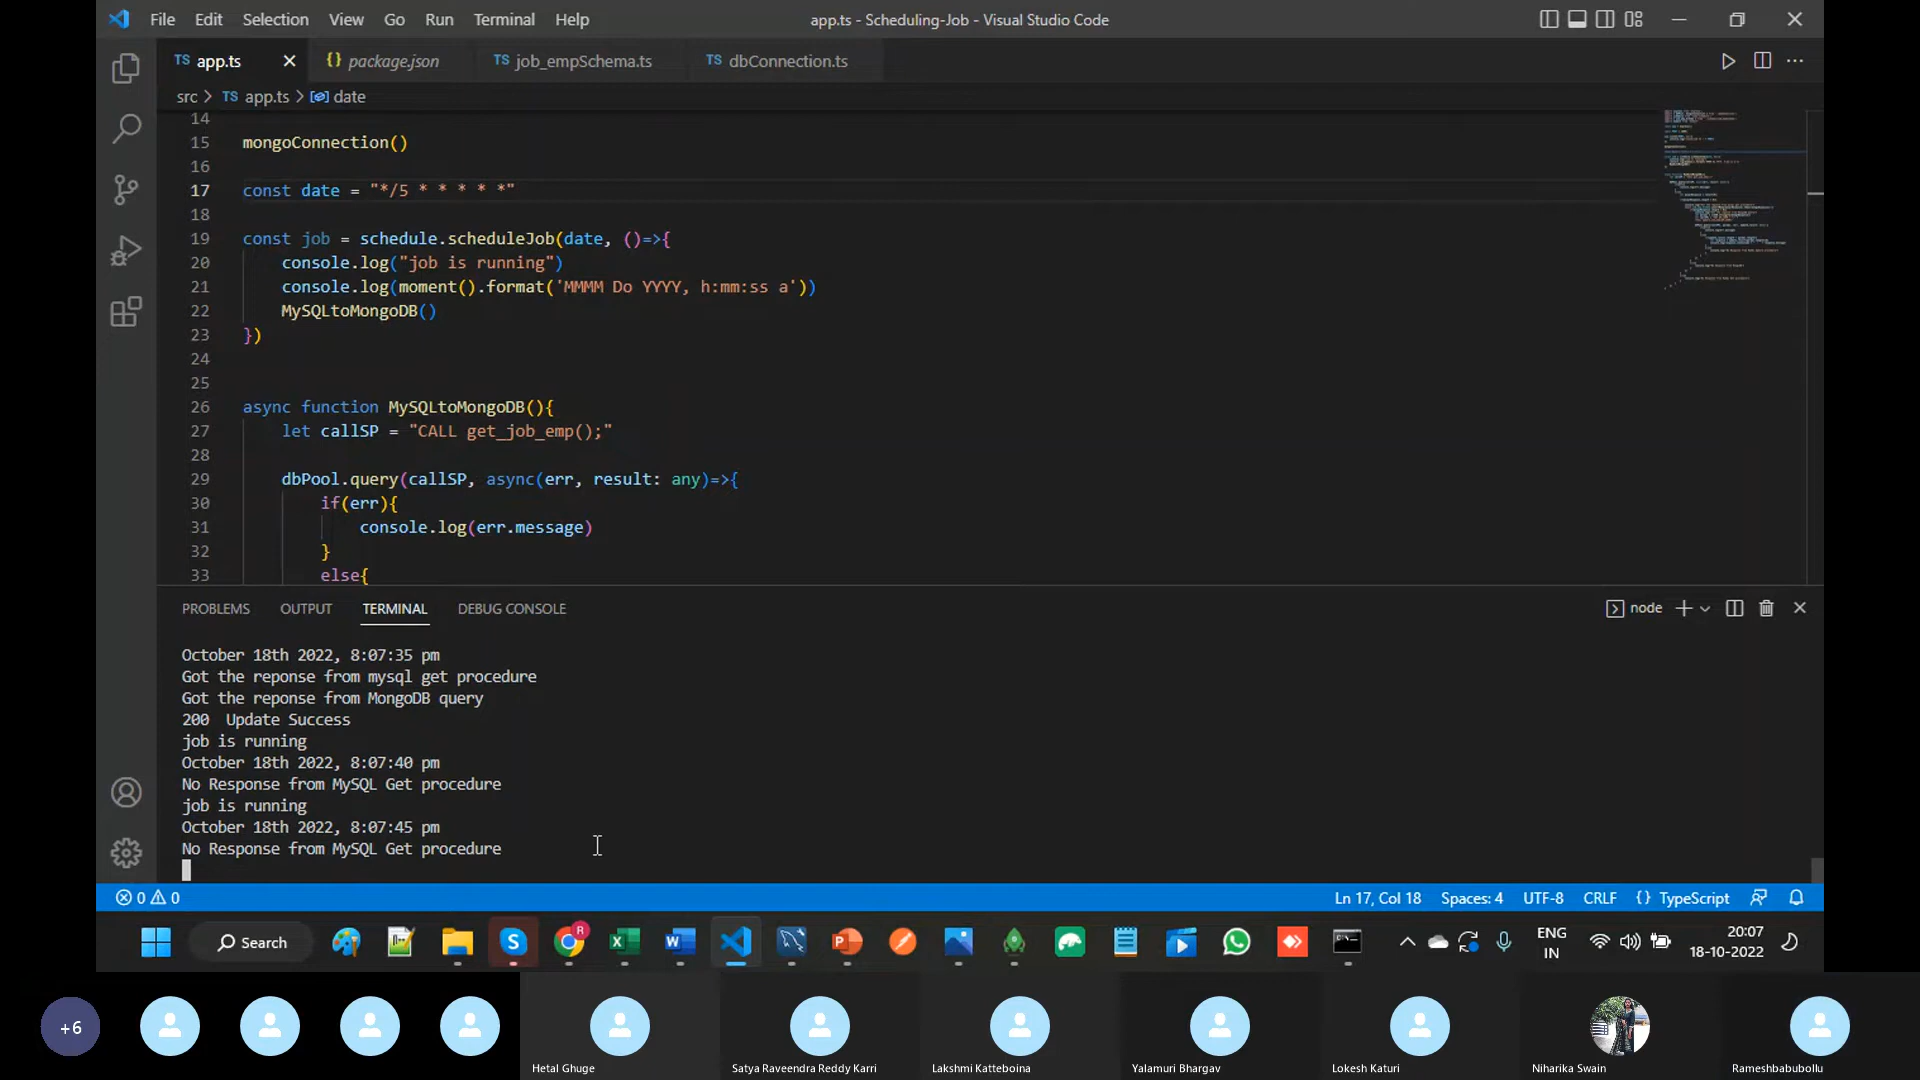 File Edit Selection View Go Run Terminal Help
app.ts - Scheduling-Job - Visual Studio Code
TS app.ts
{} package.json
TS job_empSchema.ts
TS dbConnection.ts
src > TS app.ts > date
14
15 mongoConnection()
16
17 const date = "*/5 * * * * *"
18
19 const job = schedule.scheduleJob(date, ()=>{
20 console.log("job is running")
21 console.log(moment().format('MMMM Do YYYY, h:mm:ss a'))
22 MySQLtoMongoDB()
23 })
24
25
26 async function MySQLtoMongoDB(){
27 let callSP = "CALL get_job_emp();"
28
29 dbPool.query(callSP, async(err, result: any)=>{
30 if(err){
31 console.log(err.message)
32 }
33 else{
PROBLEMS OUTPUT TERMINAL DEBUG CONSOLE
node
October 18th 2022, 8:07:35 pm
Got the reponse from mysql get procedure
Got the reponse from MongoDB query
200  Update Success
job is running
October 18th 2022, 8:07:40 pm
No Response from MySQL Get procedure
job is running
October 18th 2022, 8:07:45 pm
No Response from MySQL Get procedure
0 0
Ln 17, Col 18 Spaces: 4 UTF-8 CRLF {} TypeScript
Search
ENG
IN
20:07
18-10-2022
+6
Hetal Ghuge
Satya Raveendra Reddy Karri
Lakshmi Katteboina
Yalamuri Bhargav
Lokesh Katuri
Niharika Swain
Rameshbabubollu